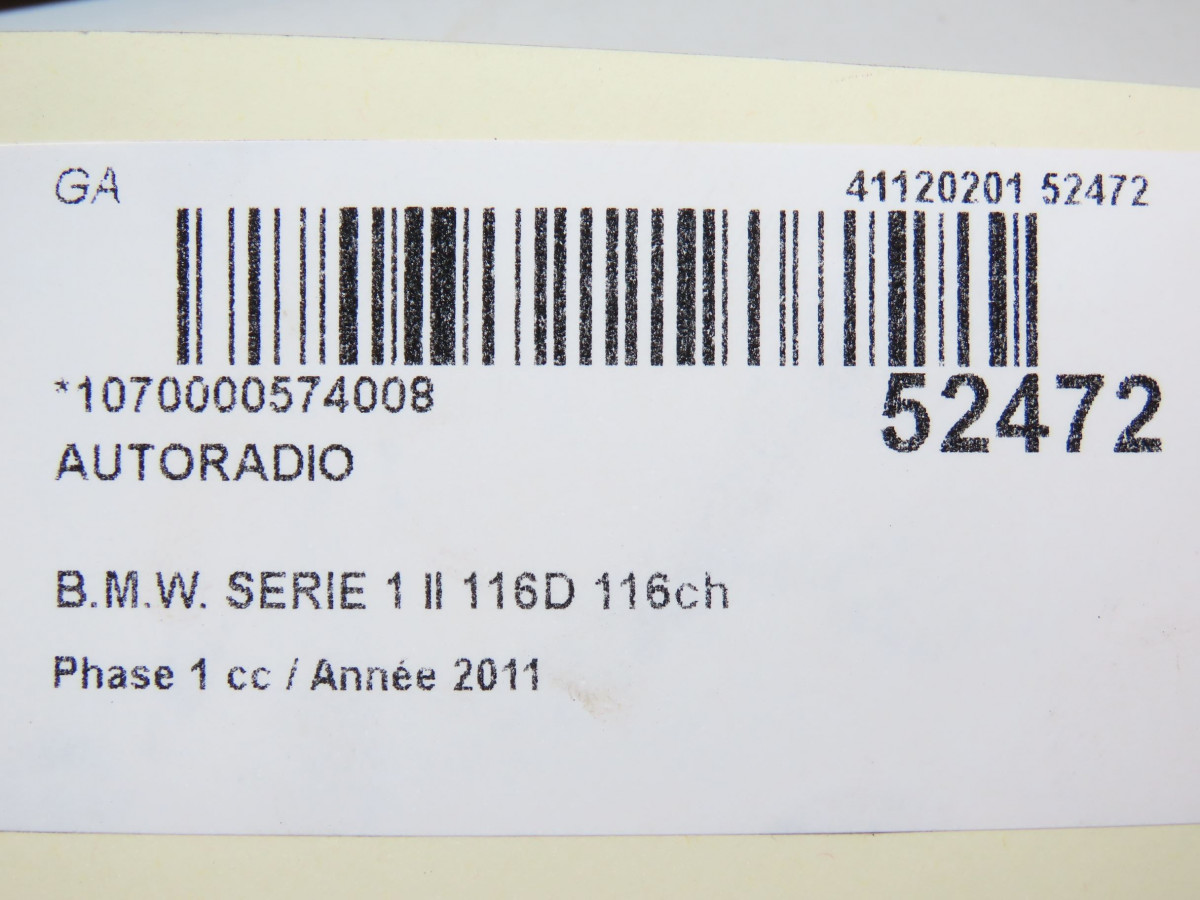 GA
41120201 52472
*1070000574008
52472
AUTORADIO
B.M.W. SERIE 1 II 116D 116ch
Phase 1 cc / Année 2011